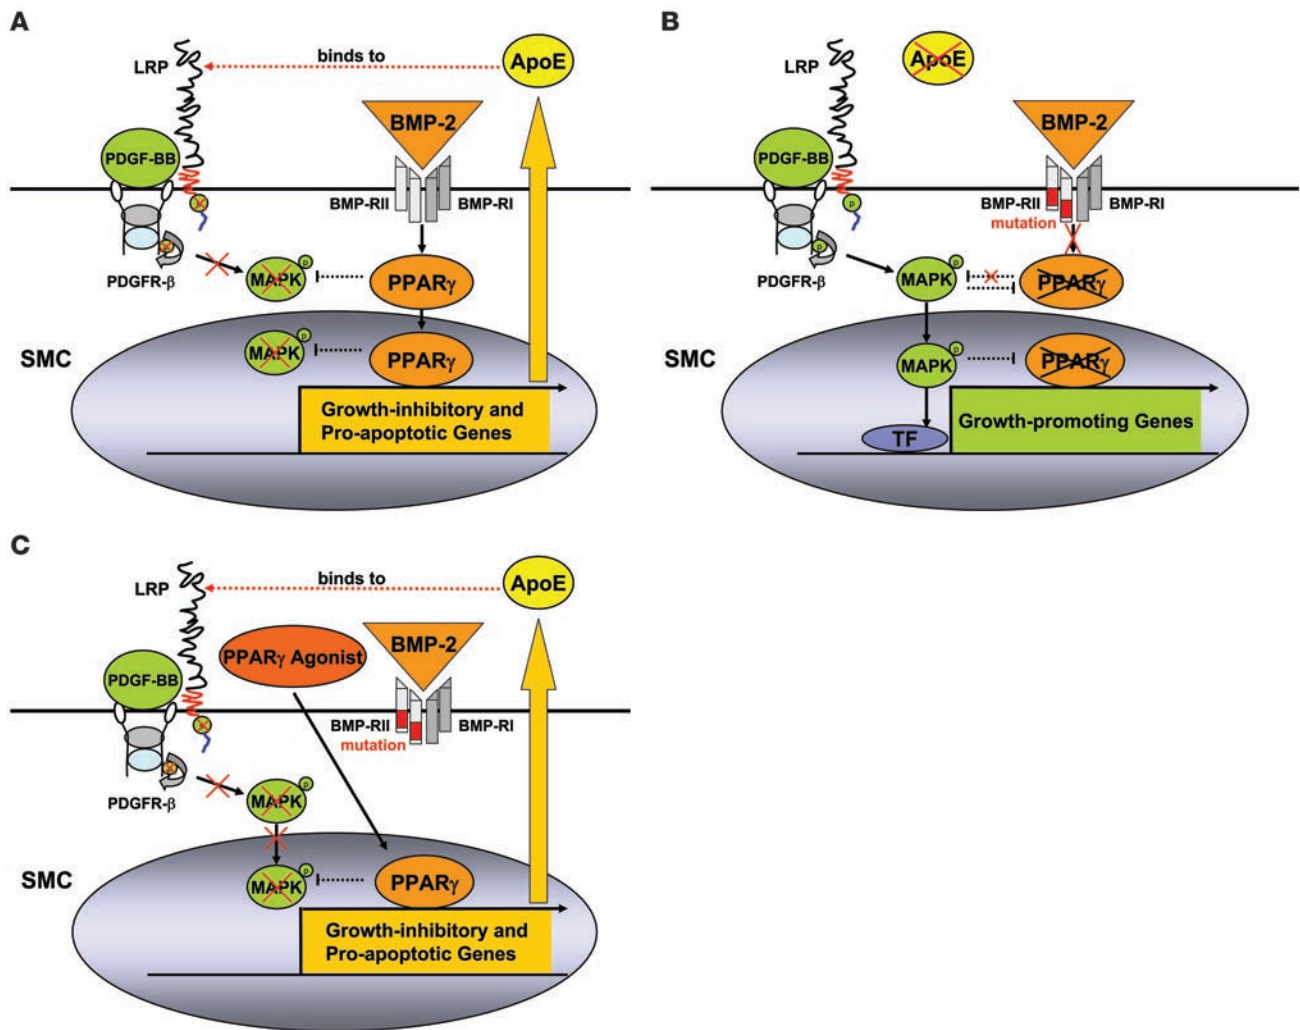 A
binds to
ApoE
LRP
BMP-2
PDGF-BB
BMP-RII
BMP-RI
p
p
PDGFR-β
MAPK
p
PPARγ
SMC
MAPK
p
PPARγ
Growth-inhibitory and
Pro-apoptotic Genes
B
ApoE
LRP
BMP-2
PDGF-BB
BMP-RII
BMP-RI
mutation
p
p
PDGFR-β
MAPK
p
PPARγ
SMC
MAPK
p
PPARγ
TF
Growth-promoting Genes
C
binds to
ApoE
LRP
PPARγ Agonist
BMP-2
PDGF-BB
BMP-RII
BMP-RI
mutation
p
p
PDGFR-β
MAPK
p
SMC
MAPK
p
PPARγ
Growth-inhibitory and
Pro-apoptotic Genes